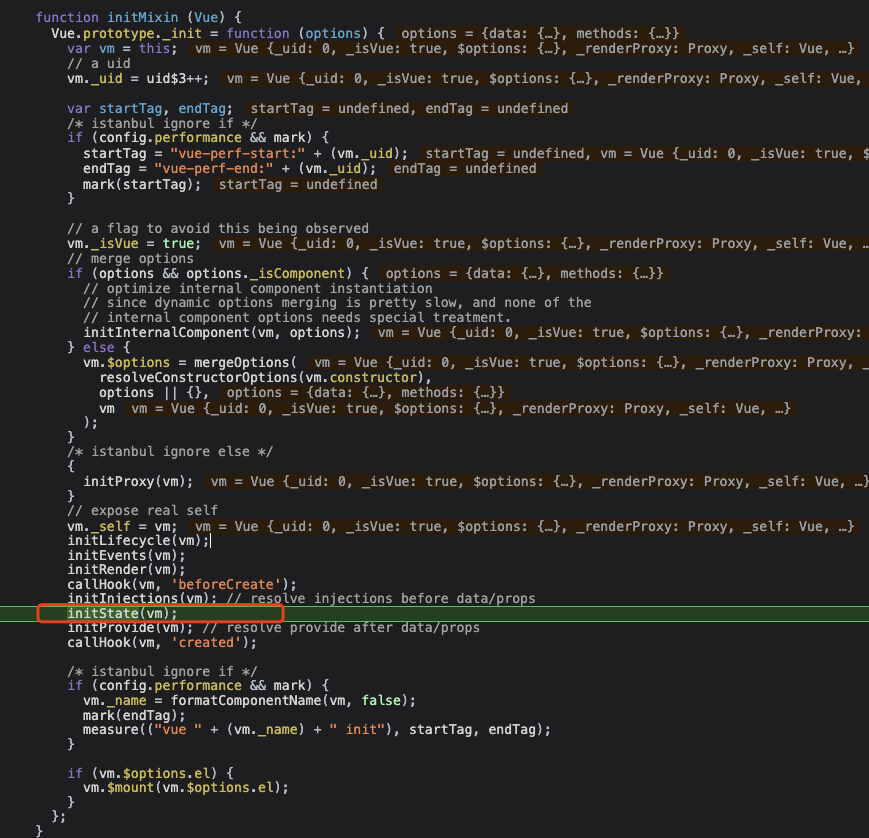 function initMixin (Vue) {
Vue.prototype._init = function (options) { options = {data: {…}, methods: {…}}
var vm = this; vm = Vue {_uid: 0, _isVue: true, $options: {…}, _renderProxy: Proxy, _self: Vue, …}
// a uid
vm._uid = uid$3++; vm = Vue {_uid: 0, _isVue: true, $options: {…}, _renderProxy: Proxy, _self: Vue,
var startTag, endTag; startTag = undefined, endTag = undefined
/* istanbul ignore if */
if (config.performance && mark) {
startTag = "vue-perf-start:" + (vm._uid); startTag = undefined, vm = Vue {_uid: 0, _isVue: true, $
endTag = "vue-perf-end:" + (vm._uid); endTag = undefined
mark(startTag); startTag = undefined
}
// a flag to avoid this being observed
vm._isVue = true; vm = Vue {_uid: 0, _isVue: true, $options: {…}, _renderProxy: Proxy, _self: Vue, …
// merge options
if (options && options._isComponent) { options = {data: {…}, methods: {…}}
// optimize internal component instantiation
// since dynamic options merging is pretty slow, and none of the
// internal component options needs special treatment.
initInternalComponent(vm, options); vm = Vue {_uid: 0, _isVue: true, $options: {…}, _renderProxy:
} else {
vm.$options = mergeOptions( vm = Vue {_uid: 0, _isVue: true, $options: {…}, _renderProxy: Proxy, _
resolveConstructorOptions(vm.constructor),
options || {}, options = {data: {…}, methods: {…}}
vm vm = Vue {_uid: 0, _isVue: true, $options: {…}, _renderProxy: Proxy, _self: Vue, …}
);
}
/* istanbul ignore else */
{
initProxy(vm); vm = Vue {_uid: 0, _isVue: true, $options: {…}, _renderProxy: Proxy, _self: Vue, …}
}
// expose real self
vm._self = vm; vm = Vue {_uid: 0, _isVue: true, $options: {…}, _renderProxy: Proxy, _self: Vue, …}
initLifecycle(vm);
initEvents(vm);
initRender(vm);
callHook(vm, 'beforeCreate');
initInjections(vm); // resolve injections before data/props
initState(vm);
initProvide(vm); // resolve provide after data/props
callHook(vm, 'created');
/* istanbul ignore if */
if (config.performance && mark) {
vm._name = formatComponentName(vm, false);
mark(endTag);
measure(("vue " + (vm._name) + " init"), startTag, endTag);
}
if (vm.$options.el) {
vm.$mount(vm.$options.el);
}
};
}